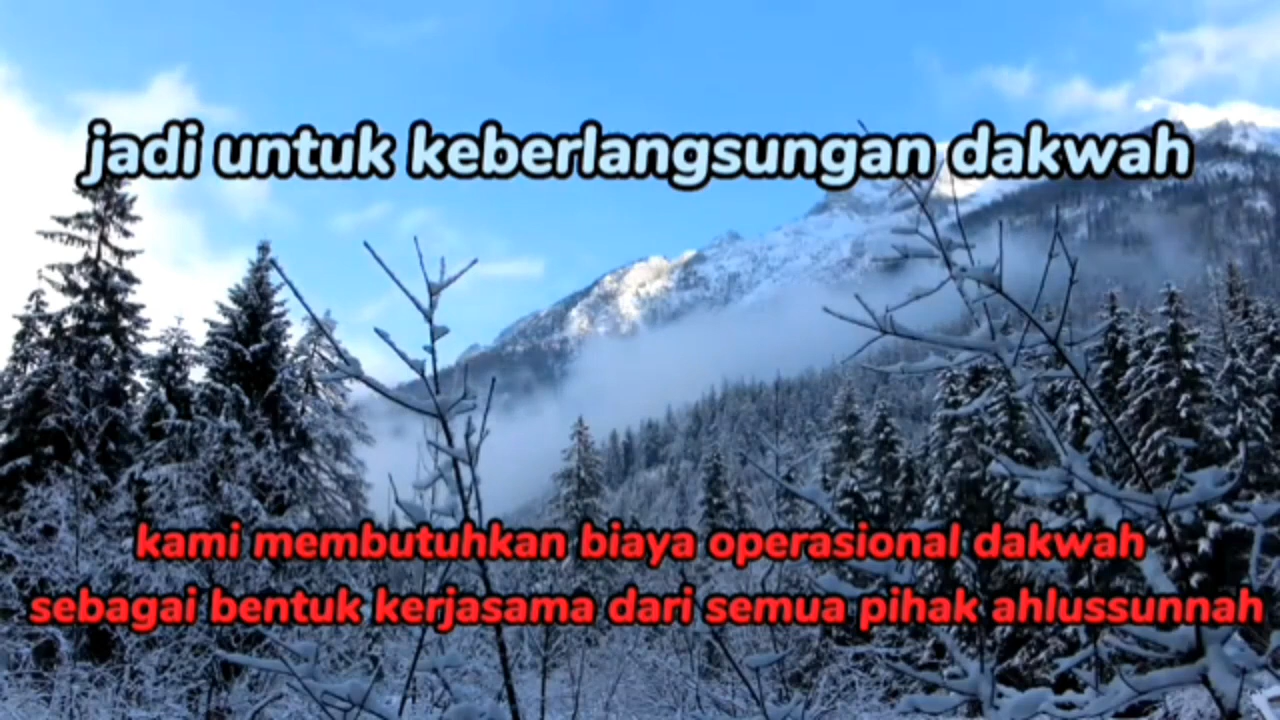 jadi untuk keberlangsungan dakwah
kami membutuhkan biaya operasional dakwah
sebagai bentuk kerjasama dari semua pihak ahlussunnah